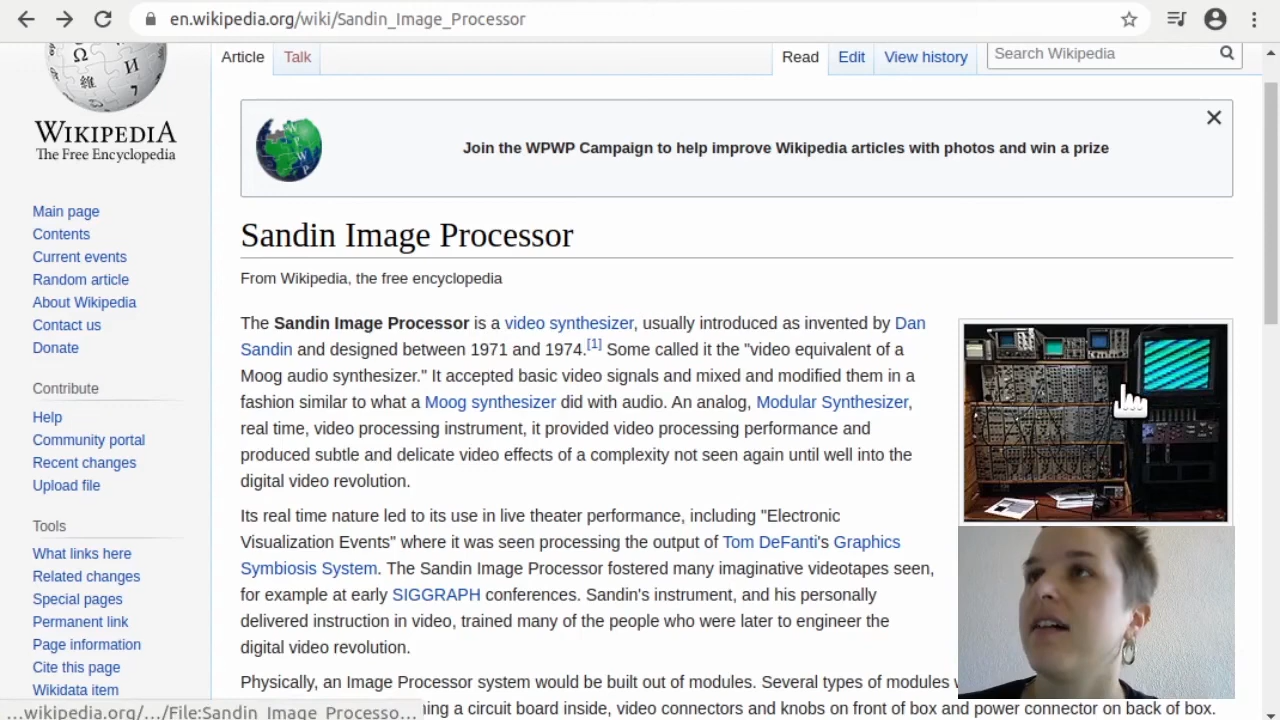 en.wikipedia.org/wiki/Sandin_Image_Processor
Article
Talk
Read
Edit
View history
Search Wikipedia
WIKIPEDIA
The Free Encyclopedia
Main page
Contents
Current events
Random article
About Wikipedia
Contact us
Donate
Contribute
Help
Community portal
Recent changes
Upload file
Tools
What links here
Related changes
Special pages
Permanent link
Page information
Cite this page
Wikidata item
Join the WPWP Campaign to help improve Wikipedia articles with photos and win a prize
Sandin Image Processor
From Wikipedia, the free encyclopedia
The Sandin Image Processor is a video synthesizer, usually introduced as invented by Dan
Sandin and designed between 1971 and 1974.[1] Some called it the "video equivalent of a
Moog audio synthesizer." It accepted basic video signals and mixed and modified them in a
fashion similar to what a Moog synthesizer did with audio. An analog, Modular Synthesizer,
real time, video processing instrument, it provided video processing performance and
produced subtle and delicate video effects of a complexity not seen again until well into the
digital video revolution.
Its real time nature led to its use in live theater performance, including "Electronic
Visualization Events" where it was seen processing the output of Tom DeFanti's Graphics
Symbiosis System. The Sandin Image Processor fostered many imaginative videotapes seen,
for example at early SIGGRAPH conferences. Sandin's instrument, and his personally
delivered instruction in video, trained many of the people who were later to engineer the
digital video revolution.
Physically, an Image Processor system would be built out of modules. Several types of modules
a circuit board inside, video connectors and knobs on front of box and power connector on back of box.
…wikipedia.org/…/File:Sandin_Image_Processo…